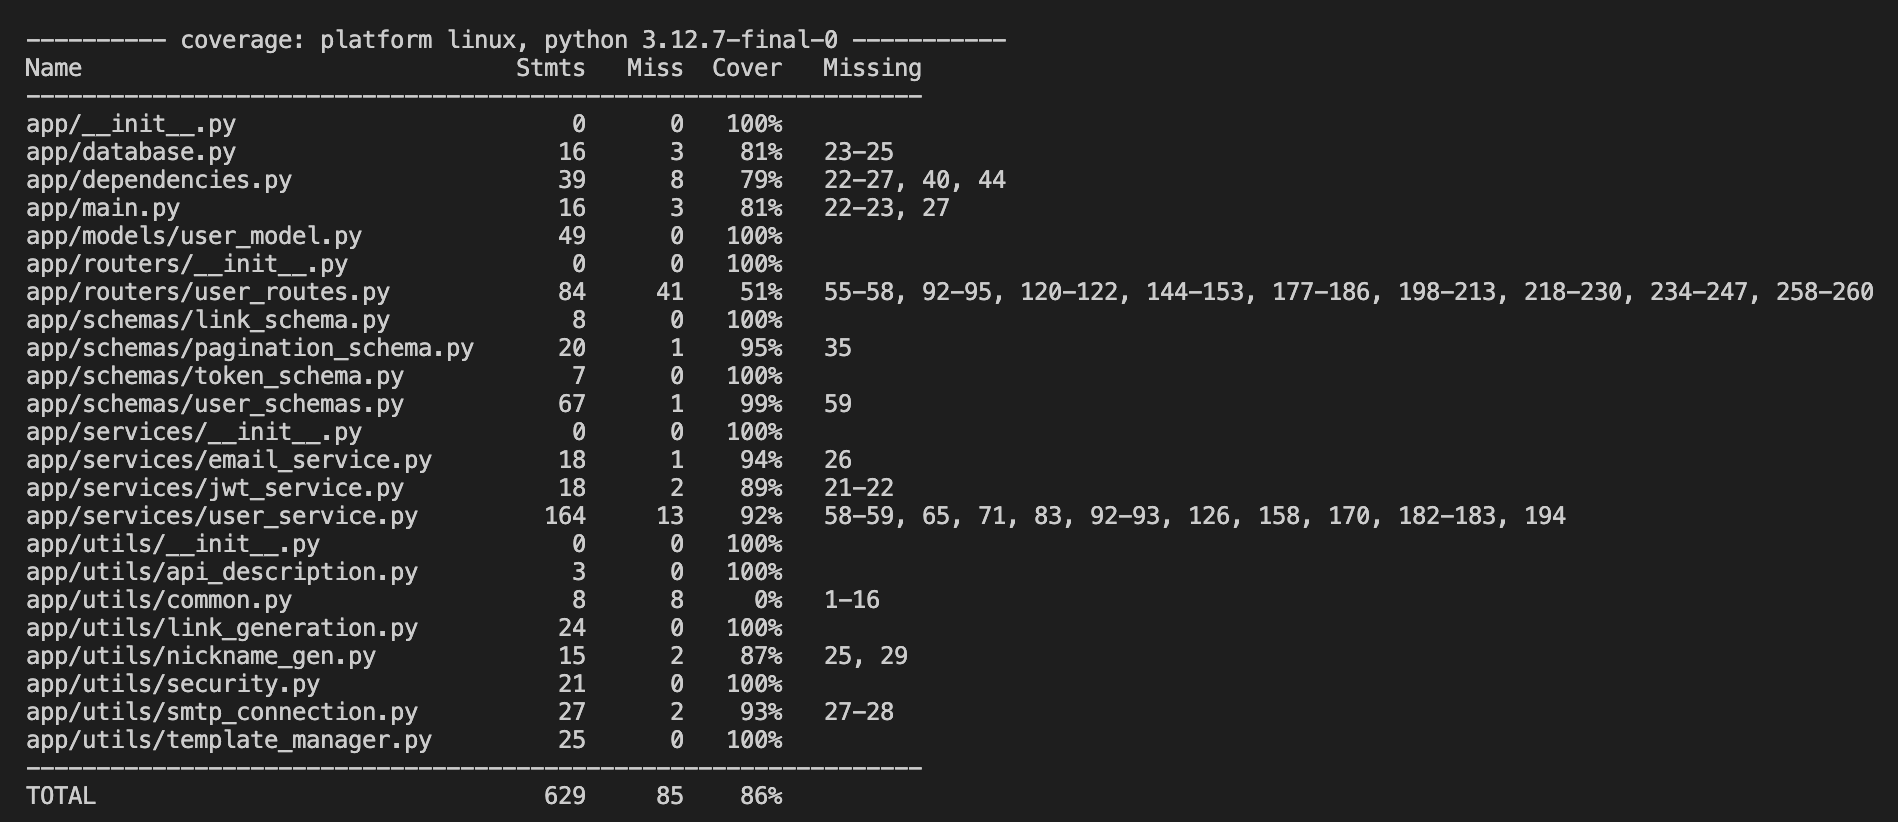 ---------- coverage: platform linux, python 3.12.7-final-0 -----------
Name                               Stmts   Miss  Cover   Missing
----------------------------------------------------------------
app/__init__.py                        0      0   100%
app/database.py                       16      3    81%   23-25
app/dependencies.py                   39      8    79%   22-27, 40, 44
app/main.py                           16      3    81%   22-23, 27
app/models/user_model.py              49      0   100%
app/routers/__init__.py                0      0   100%
app/routers/user_routes.py            84     41    51%   55-58, 92-95, 120-122, 144-153, 177-186, 198-213, 218-230, 234-247, 258-260
app/schemas/link_schema.py             8      0   100%
app/schemas/pagination_schema.py      20      1    95%   35
app/schemas/token_schema.py            7      0   100%
app/schemas/user_schemas.py           67      1    99%   59
app/services/__init__.py               0      0   100%
app/services/email_service.py         18      1    94%   26
app/services/jwt_service.py           18      2    89%   21-22
app/services/user_service.py         164     13    92%   58-59, 65, 71, 83, 92-93, 126, 158, 170, 182-183, 194
app/utils/__init__.py                  0      0   100%
app/utils/api_description.py           3      0   100%
app/utils/common.py                    8      8     0%   1-16
app/utils/link_generation.py          24      0   100%
app/utils/nickname_gen.py             15      2    87%   25, 29
app/utils/security.py                 21      0   100%
app/utils/smtp_connection.py          27      2    93%   27-28
app/utils/template_manager.py         25      0   100%
----------------------------------------------------------------
TOTAL                                629     85    86%